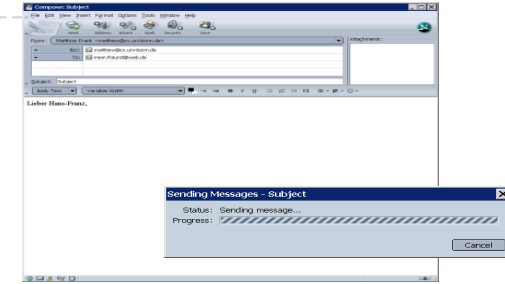 Compose: Subject
File Edit View Insert Format Options Tools Window Help
Send Address Attach Spell Security Save
From: Matthias Frank <matthew@cs.uni-bonn.de>
Attachments:
Bcc: matthew@cs.uni-bonn.de
To: mein.freund@web.de
Subject: Subject
Body Text Variable Width
Lieber Hans-Franz,
Sending Messages - Subject
Status: Sending message...
Progress:
Cancel